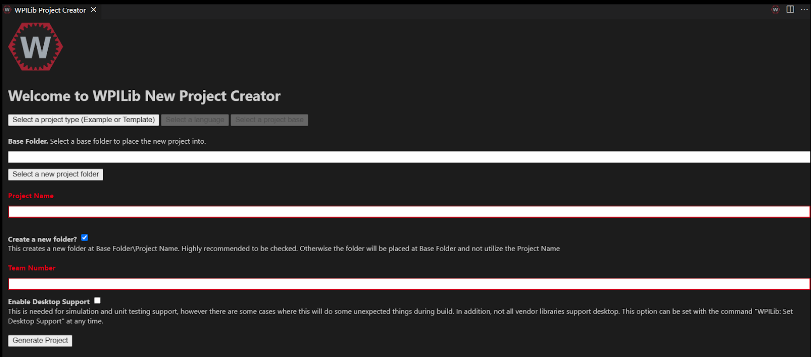 WPILib Project Creator
W
W
Welcome to WPILib New Project Creator
Select a project type (Example or Template) Select a language Select a project base
Base Folder. Select a base folder to place the new project into.
Select a new project folder
Project Name
Create a new folder?
This creates a new folder at Base Folder\Project Name. Highly recommended to be checked. Otherwise the folder will be placed at Base Folder and not utilize the Project Name
Team Number
Enable Desktop Support
This is needed for simulation and unit testing support, however there are some cases where this will do some unexpected things during build. In addition, not all vendor libraries support desktop. This option can be set with the command "WPILib: Set
Desktop Support" at any time.
Generate Project